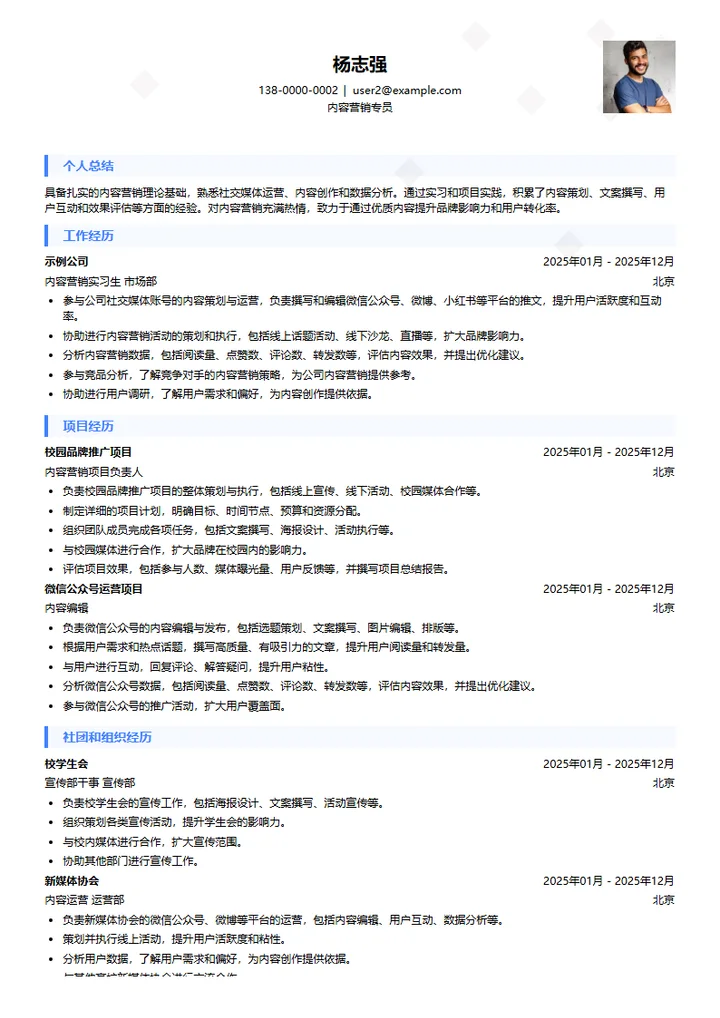 杨志强
138-0000-0002 | user2@example.com
内容营销专员
个人总结
具备扎实的内容营销理论基础，熟悉社交媒体运营、内容创作和数据分析。通过实习和项目实践，积累了内容策划、文案撰写、用
户互动和效果评估等方面的经验。对内容营销充满热情，致力于通过优质内容提升品牌影响力和用户转化率。
工作经历
示例公司 2025年01月 - 2025年12月
内容营销实习生 市场部 北京
• 参与公司社交媒体账号的内容策划与运营，负责撰写和编辑微信公众号、微博、小红书等平台的推文，提升用户活跃度和互动
率。
• 协助进行内容营销活动的策划和执行，包括线上话题活动、线下沙龙、直播等，扩大品牌影响力。
• 分析内容营销数据，包括阅读量、点赞数、评论数、转发数等，评估内容效果，并提出优化建议。
• 参与竞品分析，了解竞争对手的内容营销策略，为公司内容营销提供参考。
• 协助进行用户调研，了解用户需求和偏好，为内容创作提供依据。
项目经历
校园品牌推广项目 2025年01月 - 2025年12月
内容营销项目负责人 北京
• 负责校园品牌推广项目的整体策划与执行，包括线上宣传、线下活动、校园媒体合作等。
• 制定详细的项目计划，明确目标、时间节点、预算和资源分配。
• 组织团队成员完成各项任务，包括文案撰写、海报设计、活动执行等。
• 与校园媒体进行合作，扩大品牌在校园内的影响力。
• 评估项目效果，包括参与人数、媒体曝光量、用户反馈等，并撰写项目总结报告。
微信公众号运营项目 2025年01月 - 2025年12月
内容编辑 北京
• 负责微信公众号的内容编辑与发布，包括选题策划、文案撰写、图片编辑、排版等。
• 根据用户需求和热点话题，撰写高质量、有吸引力的文章，提升用户阅读量和转发量。
• 与用户进行互动，回复评论、解答疑问，提升用户粘性。
• 分析微信公众号数据，包括阅读量、点赞数、评论数、转发数等，评估内容效果，并提出优化建议。
• 参与微信公众号的推广活动，扩大用户覆盖面。
社团和组织经历
校学生会 2025年01月 - 2025年12月
宣传部干事 宣传部 北京
• 负责校学生会的宣传工作，包括海报设计、文案撰写、活动宣传等。
• 组织策划各类宣传活动，提升学生会的影响力。
• 与校内媒体进行合作，扩大宣传范围。
• 协助其他部门进行宣传工作。
新媒体协会 2025年01月 - 2025年12月
内容运营 运营部 北京
• 负责新媒体协会的微信公众号、微博等平台的运营，包括内容编辑、用户互动、数据分析等。
• 策划并执行线上活动，提升用户活跃度和粘性。
• 分析用户数据，了解用户需求和偏好，为内容创作提供依据。